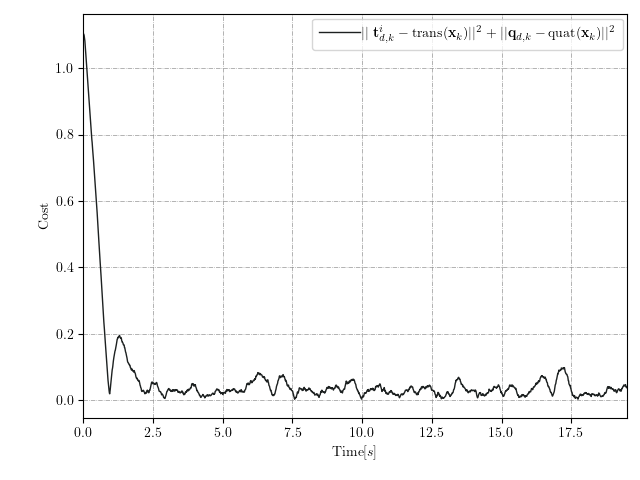 || t^i_{d,k} − trans(x_k)||^2 + ||q_{d,k} − quat(x_k)||^2
1.0
0.8
0.6
0.4
0.2
0.0
Cost
0.0 2.5 5.0 7.5 10.0 12.5 15.0 17.5
Time[s]